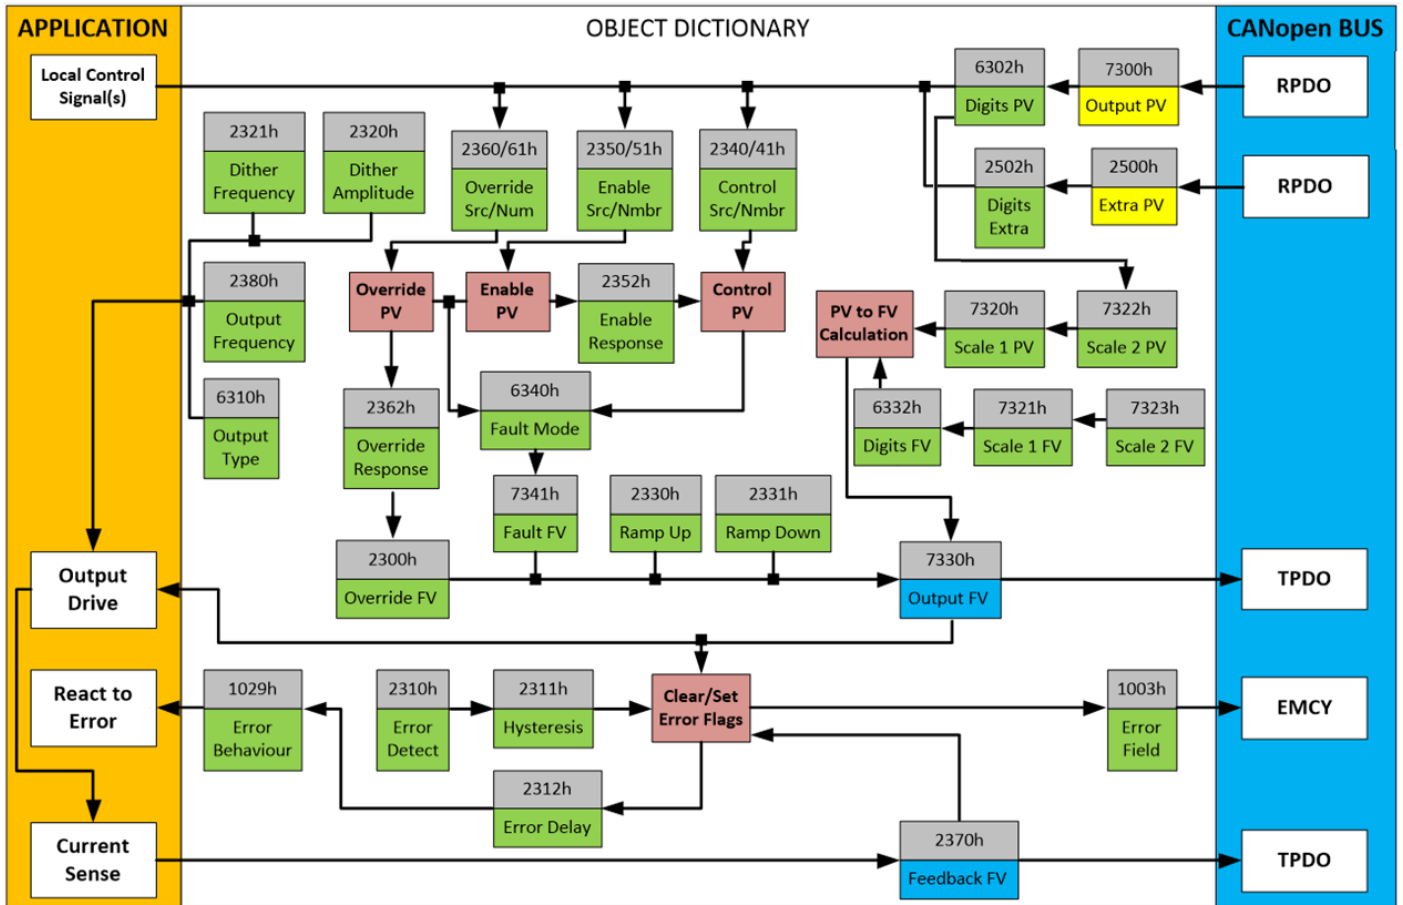 APPLICATION
OBJECT DICTIONARY
CANopen BUS
Local Control
Signal(s)
6302h
Digits PV
7300h
Output PV
RPDO
2321h
Dither
Frequency
2320h
Dither
Amplitude
2360/61h
Override
Src/Num
2350/51h
Enable
Src/Nmbr
2340/41h
Control
Src/Nmbr
2502h
Digits
Extra
2500h
Extra PV
RPDO
2380h
Output
Frequency
Override
PV
Enable
PV
2352h
Enable
Response
Control
PV
PV to FV
Calculation
7320h
Scale 1 PV
7322h
Scale 2 PV
6310h
Output
Type
2362h
Override
Response
6340h
Fault Mode
6332h
Digits FV
7321h
Scale 1 FV
7323h
Scale 2 FV
7341h
Fault FV
2330h
Ramp Up
2331h
Ramp Down
Output
Drive
2300h
Override FV
7330h
Output FV
TPDO
React to
Error
1029h
Error
Behaviour
2310h
Error
Detect
2311h
Hysteresis
Clear/Set
Error Flags
1003h
Error
Field
EMCY
2312h
Error Delay
Current
Sense
2370h
Feedback FV
TPDO